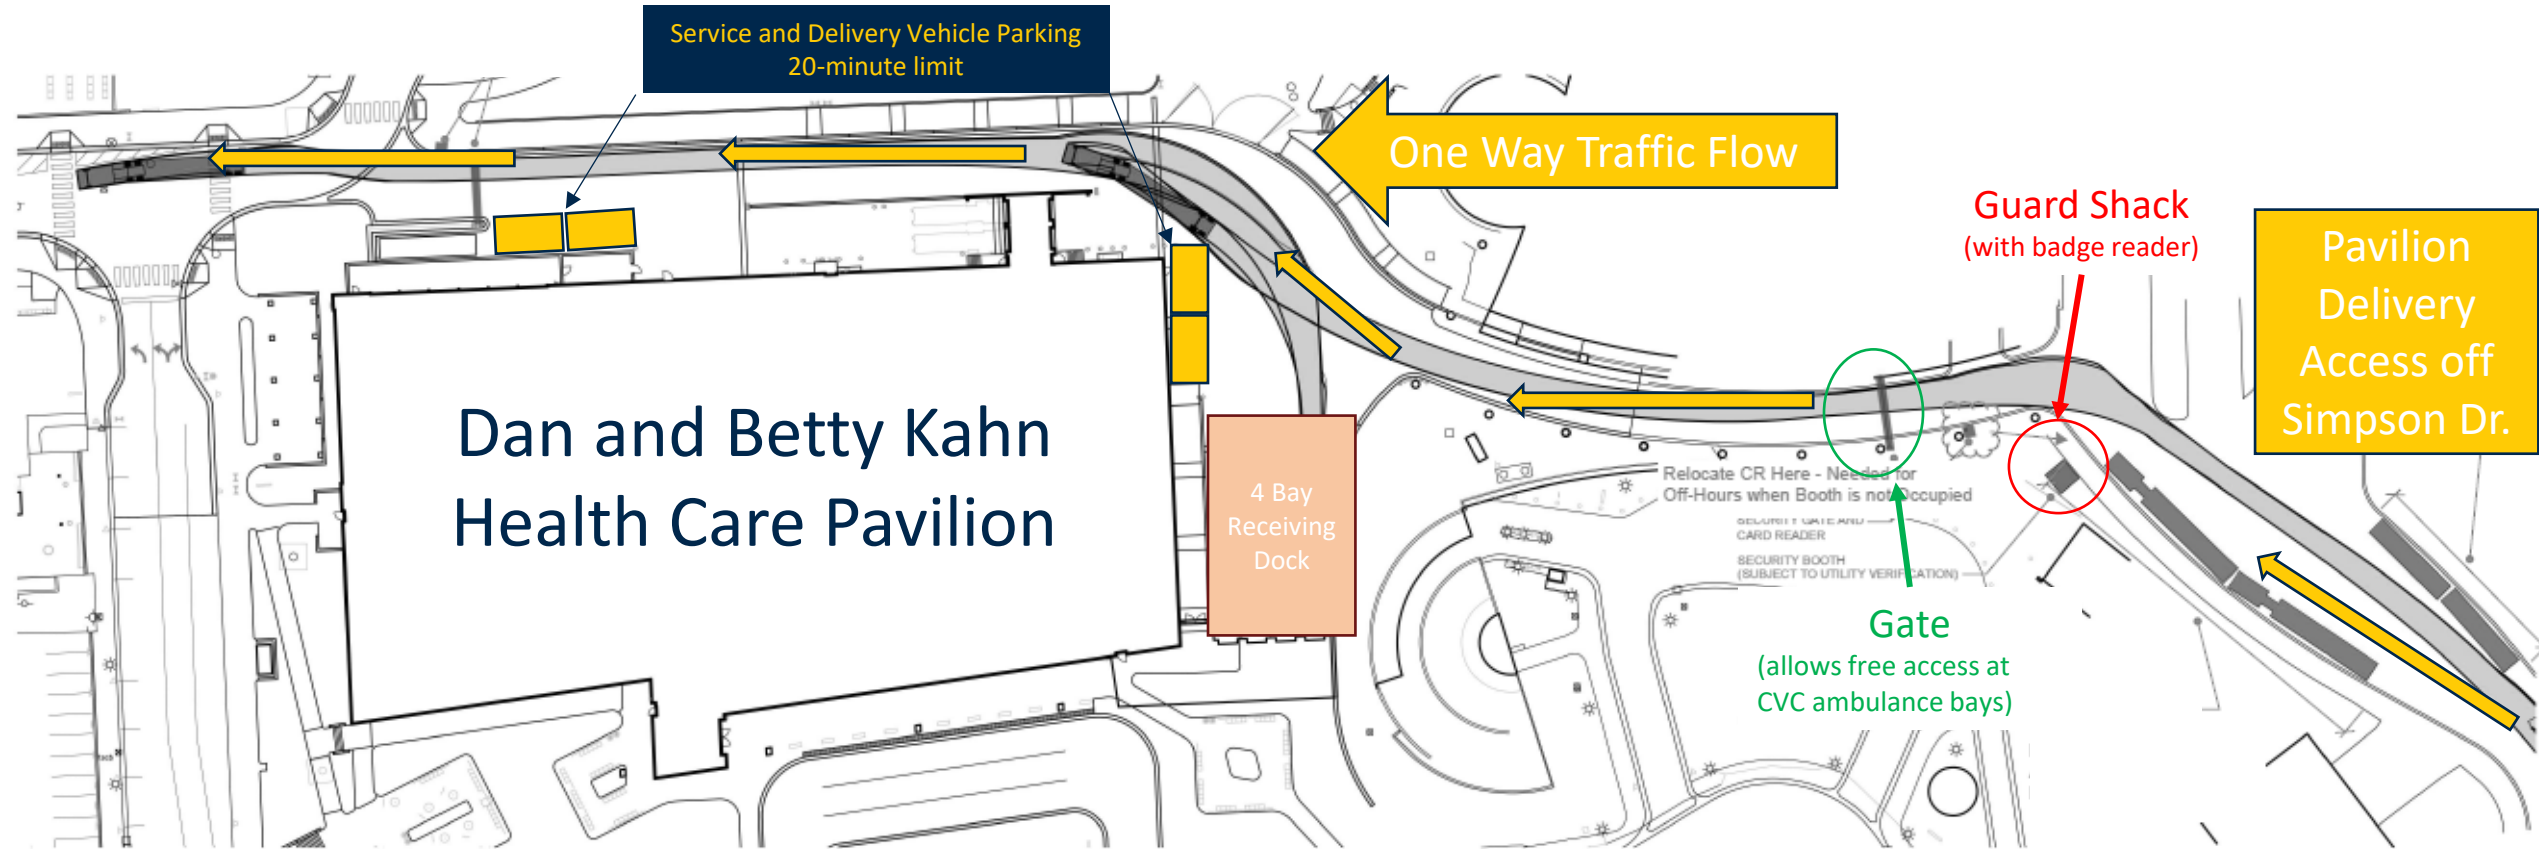 Service and Delivery Vehicle Parking
20-minute limit
One Way Traffic Flow
Guard Shack
(with badge reader)
Pavilion
Delivery
Access off
Simpson Dr.
Dan and Betty Kahn
Health Care Pavilion
4 Bay
Receiving
Dock
Relocate CR Here - Needed for
Off-Hours when Booth is not Occupied
SECURITY GATE AND
CARD READER
SECURITY BOOTH
(SUBJECT TO UTILITY VERIFICATION)
Gate
(allows free access at
CVC ambulance bays)